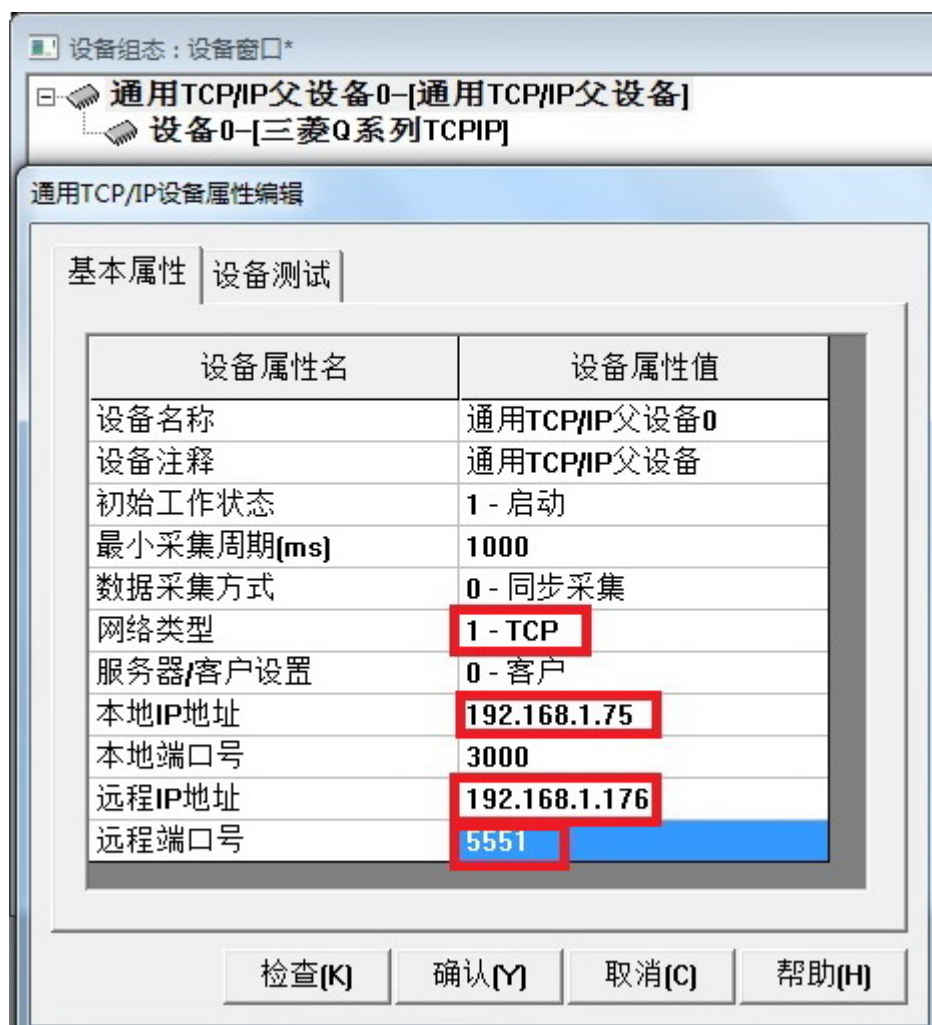 设备组态:设备窗口*
通用TCP/IP父设备0-[通用TCP/IP父设备]
设备0-[三菱Q系列TCPIP]
通用TCP/IP设备属性编辑
基本属性 设备测试
设备属性名 设备属性值
设备名称 通用TCP/IP父设备0
设备注释 通用TCP/IP父设备
初始工作状态 1 - 启动
最小采集周期(ms) 1000
数据采集方式 0 - 同步采集
网络类型 1 - TCP
服务器/客户设置 0 - 客户
本地IP地址 192.168.1.75
本地端口号 3000
远程IP地址 192.168.1.176
远程端口号 5551
检查(K) 确认(Y) 取消(C) 帮助(H)